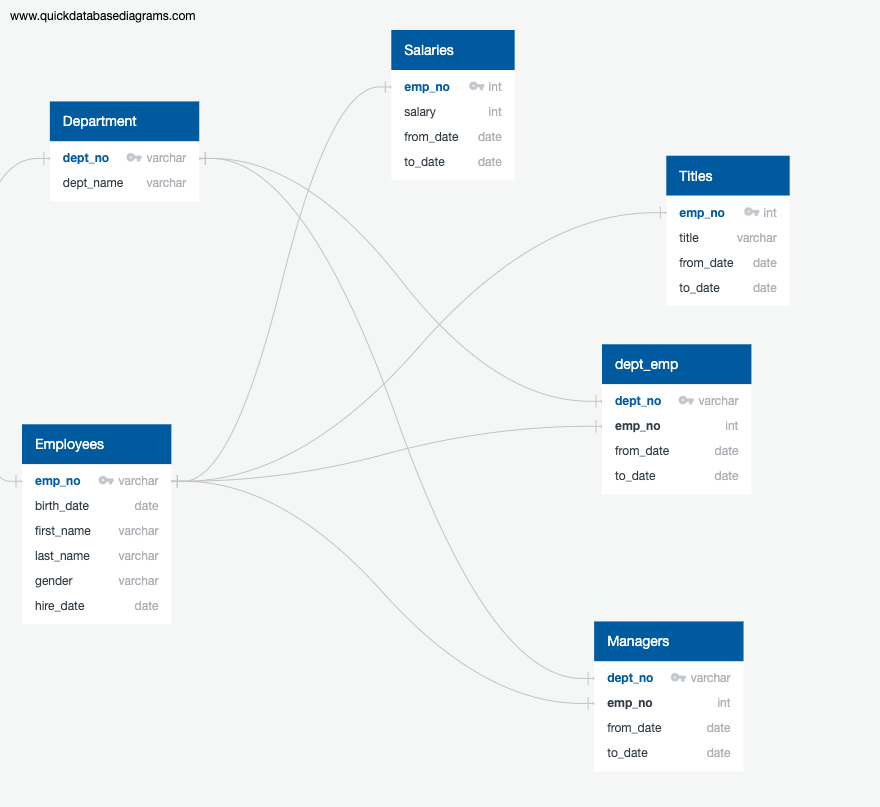 www.quickdatabasediagrams.com
Salaries
emp_no int
salary int
from_date date
to_date date
Department
dept_no varchar
dept_name varchar
Titles
emp_no int
title varchar
from_date date
to_date date
dept_emp
dept_no varchar
emp_no int
from_date date
to_date date
Employees
emp_no varchar
birth_date date
first_name varchar
last_name varchar
gender varchar
hire_date date
Managers
dept_no varchar
emp_no int
from_date date
to_date date